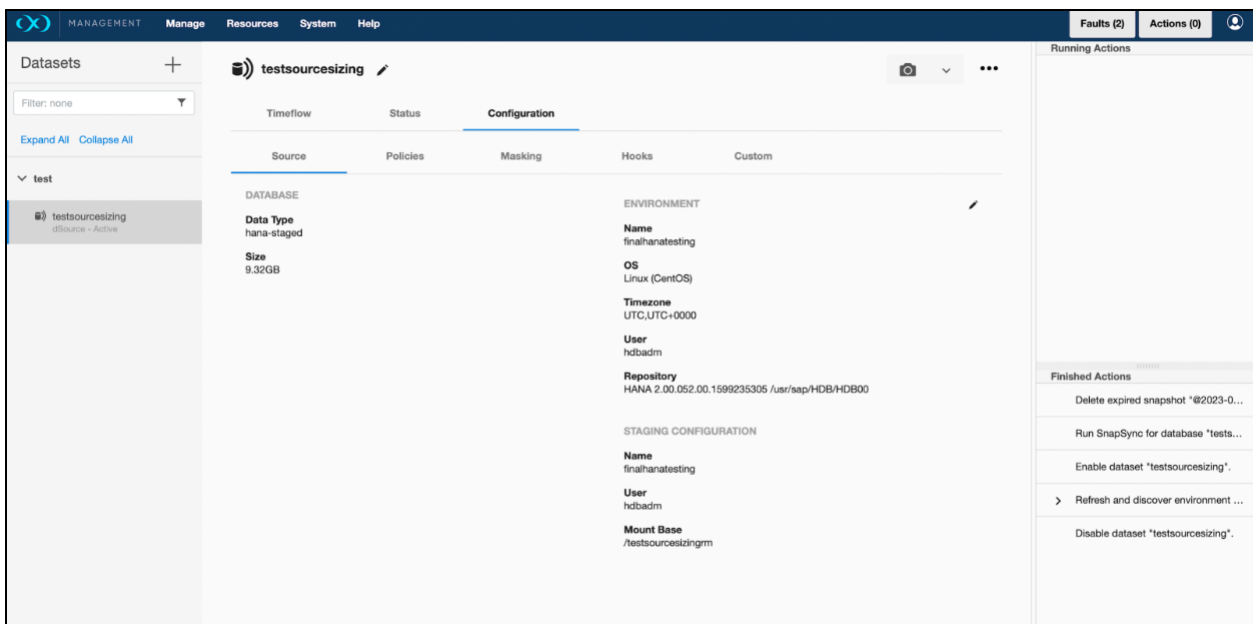 MANAGEMENT Manage Resources System Help Faults (2) Actions (0)
Datasets
Filter: none
Expand All Collapse All
test
testsourcesizing
dSource - Active
testsourcesizing
Timeflow Status Configuration
Source Policies Masking Hooks Custom
DATABASE
Data Type
hana-staged
Size
9.32GB
ENVIRONMENT
Name
finalhanatesting
OS
Linux (CentOS)
Timezone
UTC,UTC+0000
User
hdbadm
Repository
HANA 2.00.052.00.1599235305 /usr/sap/HDB/HDB00
STAGING CONFIGURATION
Name
finalhanatesting
User
hdbadm
Mount Base
/testsourcesizingrm
Running Actions
Finished Actions
Delete expired snapshot "@2023-0...
Run SnapSync for database "tests...
Enable dataset "testsourcesizing".
Refresh and discover environment ...
Disable dataset "testsourcesizing".